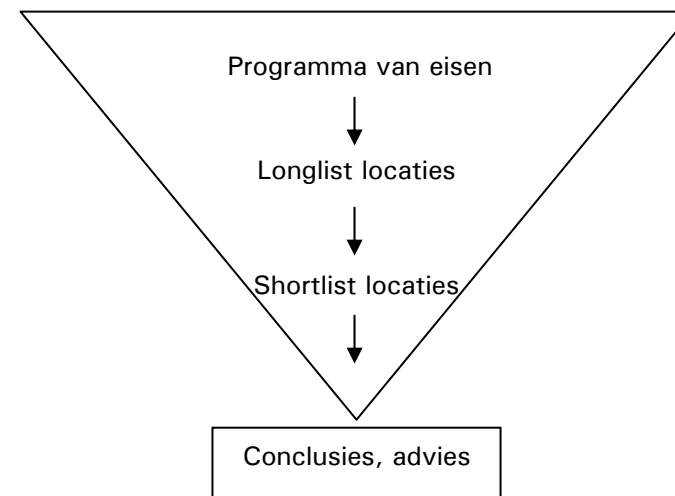 Programma van eisen
Longlist locaties
Shortlist locaties
Conclusies, advies